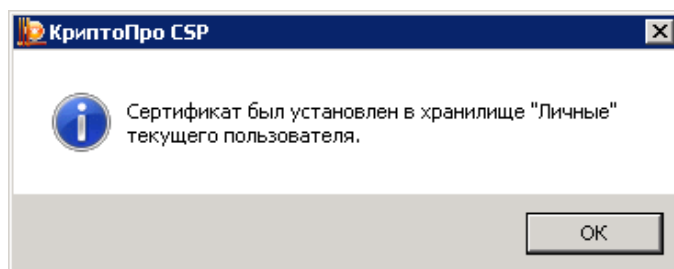 КриптоПро CSP
Сертификат был установлен в хранилище "Личные"
текущего пользователя.
OK